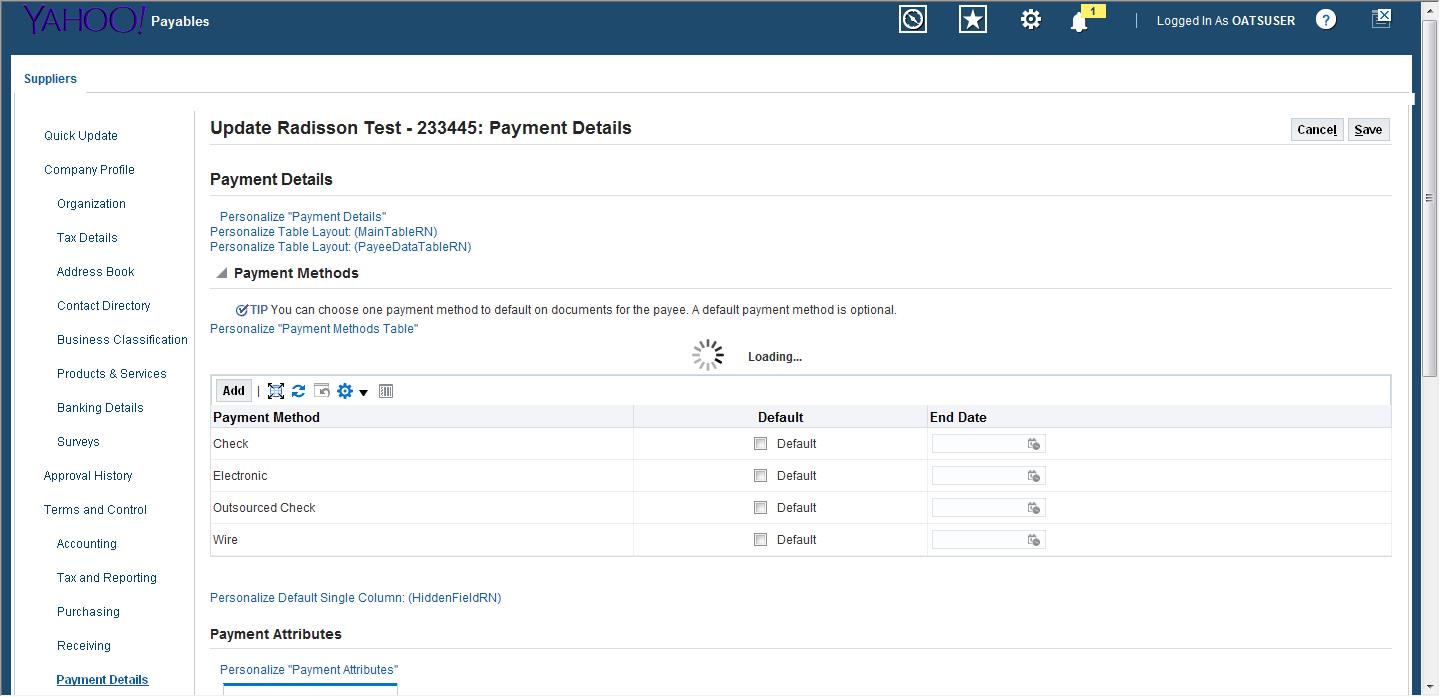 YAHOO! Payables
1
Logged In As OATSUSER
?
Suppliers
Quick Update
Company Profile
Organization
Tax Details
Address Book
Contact Directory
Business Classification
Products & Services
Banking Details
Surveys
Approval History
Terms and Control
Accounting
Tax and Reporting
Purchasing
Receiving
Payment Details
Update Radisson Test - 233445: Payment Details
Cancel Save
Payment Details
Personalize "Payment Details"
Personalize Table Layout: (MainTableRN)
Personalize Table Layout: (PayeeDataTableRN)
Payment Methods
TIP You can choose one payment method to default on documents for the payee. A default payment method is optional.
Personalize "Payment Methods Table"
Loading...
Add |
Payment Method Default End Date
Check Default
Electronic Default
Outsourced Check Default
Wire Default
Personalize Default Single Column: (HiddenFieldRN)
Payment Attributes
Personalize "Payment Attributes"